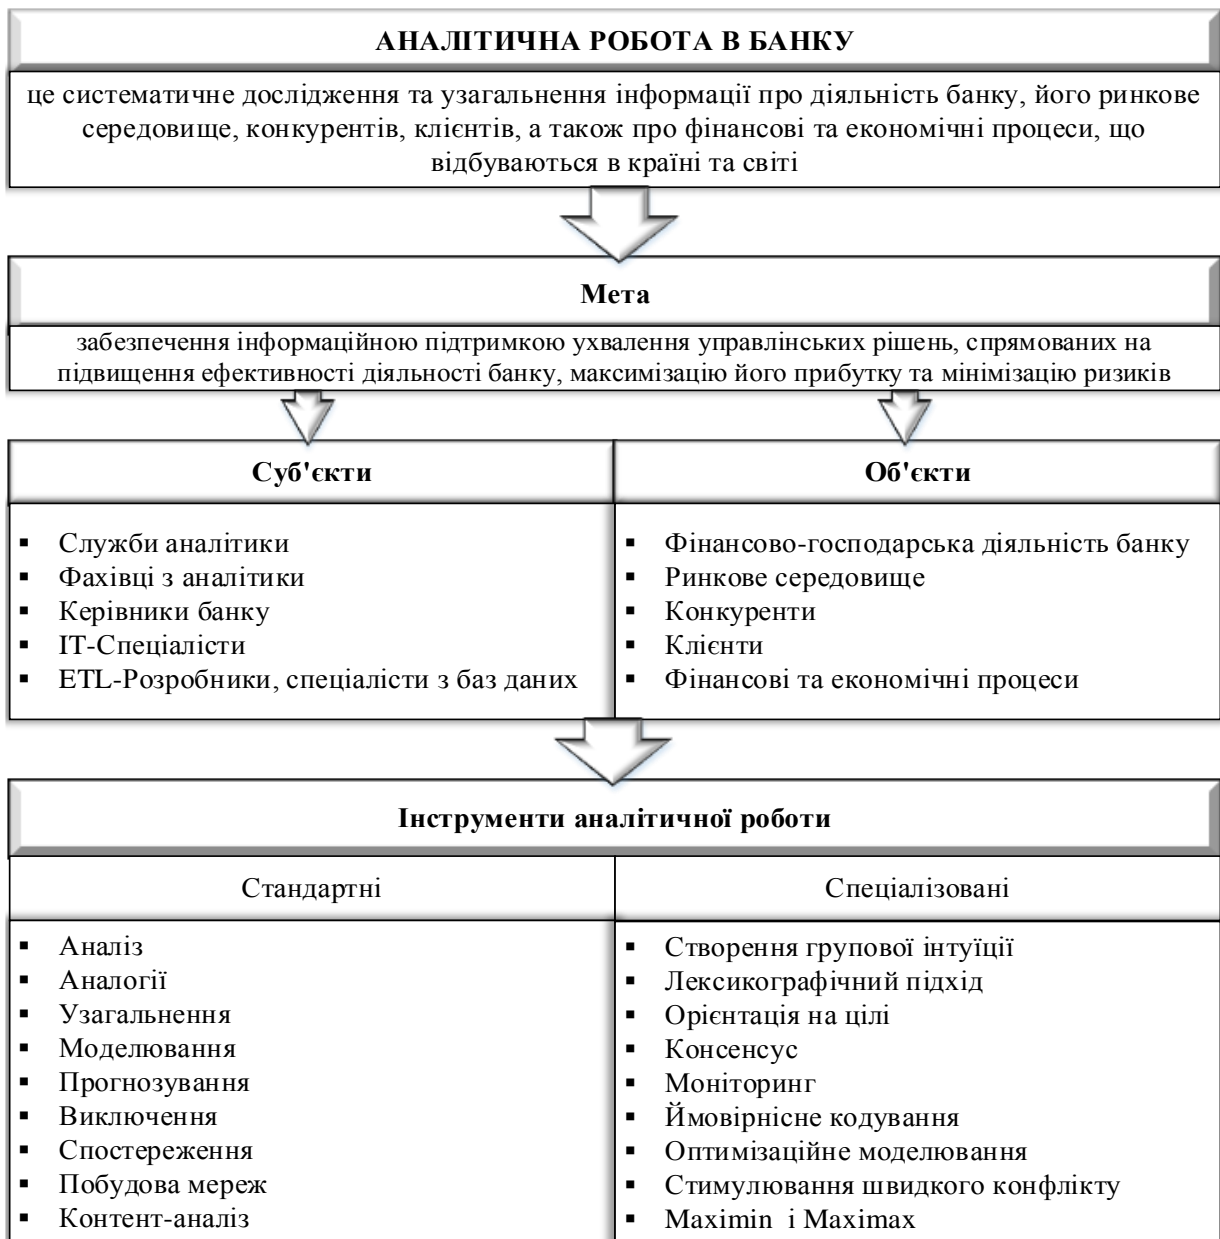 АНАЛІТИЧНА РОБОТА В БАНКУ
це систематичне дослідження та узагальнення інформації про діяльність банку, його ринкове
середовище, конкурентів, клієнтів, а також про фінансові та економічні процеси, що
відбуваються в країні та світі
Мета
забезпечення інформаційною підтримкою ухвалення управлінських рішень, спрямованих на
підвищення ефективності діяльності банку, максимізацію його прибутку та мінімізацію ризиків
Суб'єкти
▪ Служби аналітики
▪ Фахівці з аналітики
▪ Керівники банку
▪ ІТ-Спеціалісти
▪ ETL-Розробники, спеціалісти з баз даних
Об'єкти
▪ Фінансово-господарська діяльність банку
▪ Ринкове середовище
▪ Конкуренти
▪ Клієнти
▪ Фінансові та економічні процеси
Інструменти аналітичної роботи
Стандартні
▪ Аналіз
▪ Аналогії
▪ Узагальнення
▪ Моделювання
▪ Прогнозування
▪ Виключення
▪ Спостереження
▪ Побудова мереж
▪ Контент-аналіз
Спеціалізовані
▪ Створення групової інтуїції
▪ Лексикографічний підхід
▪ Орієнтація на цілі
▪ Консенсус
▪ Моніторинг
▪ Ймовірнісне кодування
▪ Оптимізаційне моделювання
▪ Стимулювання швидкого конфлікту
▪ Maximin і Maximax